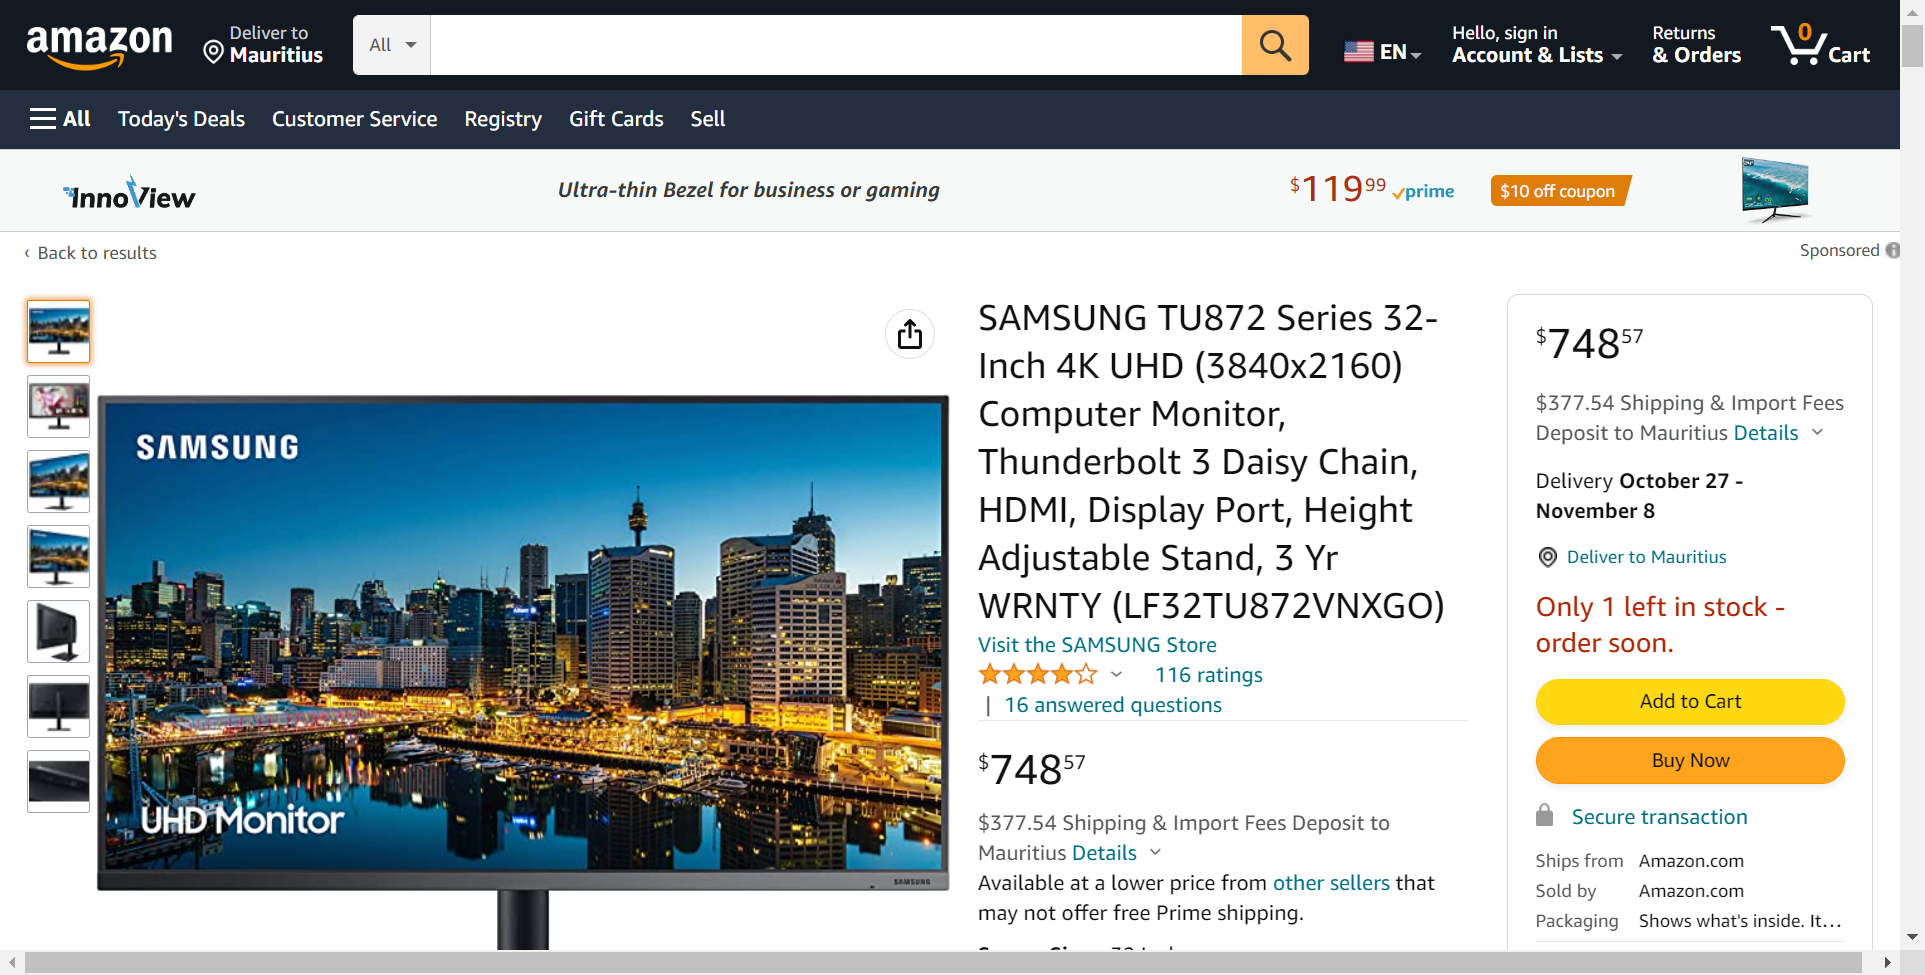 amazon
Deliver to
Mauritius
All
EN
Hello, sign in
Account & Lists
Returns
& Orders
0
Cart
All
Today's Deals
Customer Service
Registry
Gift Cards
Sell
InnoView
Ultra-thin Bezel for business or gaming
$119 99
prime
$10 off coupon
‹ Back to results
Sponsored
SAMSUNG
UHD Monitor
SAMSUNG
SAMSUNG TU872 Series 32-
Inch 4K UHD (3840x2160)
Computer Monitor,
Thunderbolt 3 Daisy Chain,
HDMI, Display Port, Height
Adjustable Stand, 3 Yr
WRNTY (LF32TU872VNXGO)
Visit the SAMSUNG Store
116 ratings
| 16 answered questions
$748 57
$377.54 Shipping & Import Fees Deposit to
Mauritius Details
Available at a lower price from other sellers that
may not offer free Prime shipping.
$748 57
$377.54 Shipping & Import Fees
Deposit to Mauritius Details
Delivery October 27 -
November 8
Deliver to Mauritius
Only 1 left in stock -
order soon.
Add to Cart
Buy Now
Secure transaction
Ships from Amazon.com
Sold by Amazon.com
Packaging Shows what's inside. It…